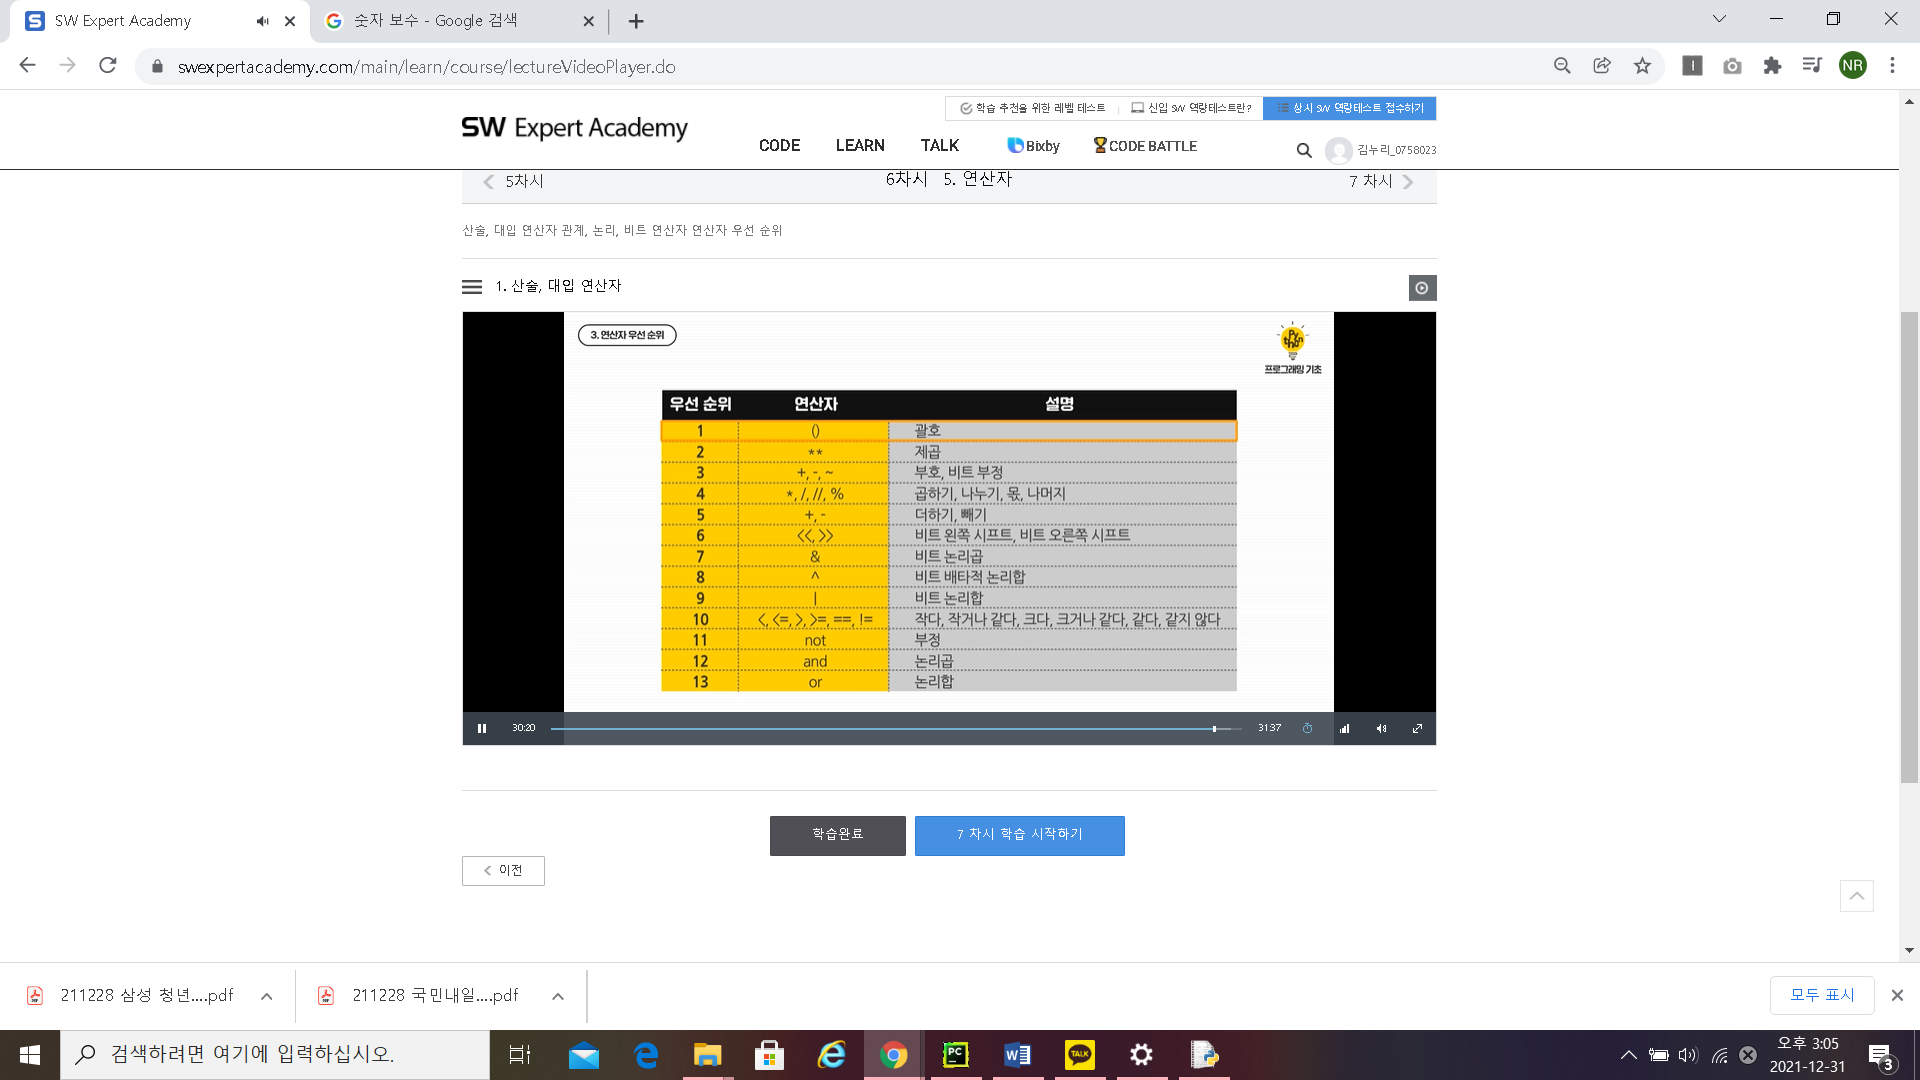 SW Expert Academy
숫자 보수 - Google 검색
swexpertacademy.com/main/learn/course/lectureVideoPlayer.do
NR
학습 추천을 위한 레벨 테스트
신입 SW 역량테스트란?
상시 SW 역량테스트 접수하기
SW Expert Academy
CODE
LEARN
TALK
Bixby
CODE BATTLE
김누리_0758023
5차시
6차시 5. 연산자
7 차시
산술, 대입 연산자 관계, 논리, 비트 연산자 연산자 우선 순위
1. 산술, 대입 연산자
3. 연산자 우선 순위
Python
프로그래밍 기초
우선 순위 연산자 설명
1 () 괄호
2 ** 제곱
3 +, -, ~ 부호, 비트 부정
4 *, /, //, % 곱하기, 나누기, 몫, 나머지
5 +, - 더하기, 빼기
6 <<, >> 비트 왼쪽 시프트, 비트 오른쪽 시프트
7 & 비트 논리곱
8 ^ 비트 배타적 논리합
9 | 비트 논리합
10 <, <=, >, >=, ==, != 작다, 작거나 같다, 크다, 크거나 같다, 같다, 같지 않다
11 not 부정
12 and 논리곱
13 or 논리합
30:20
31:37
학습완료
7 차시 학습 시작하기
이전
211228 삼성 청년....pdf
211228 국민내일....pdf
모두 표시
검색하려면 여기에 입력하십시오.
PC
W
TALK
오후 3:05
2021-12-31
3